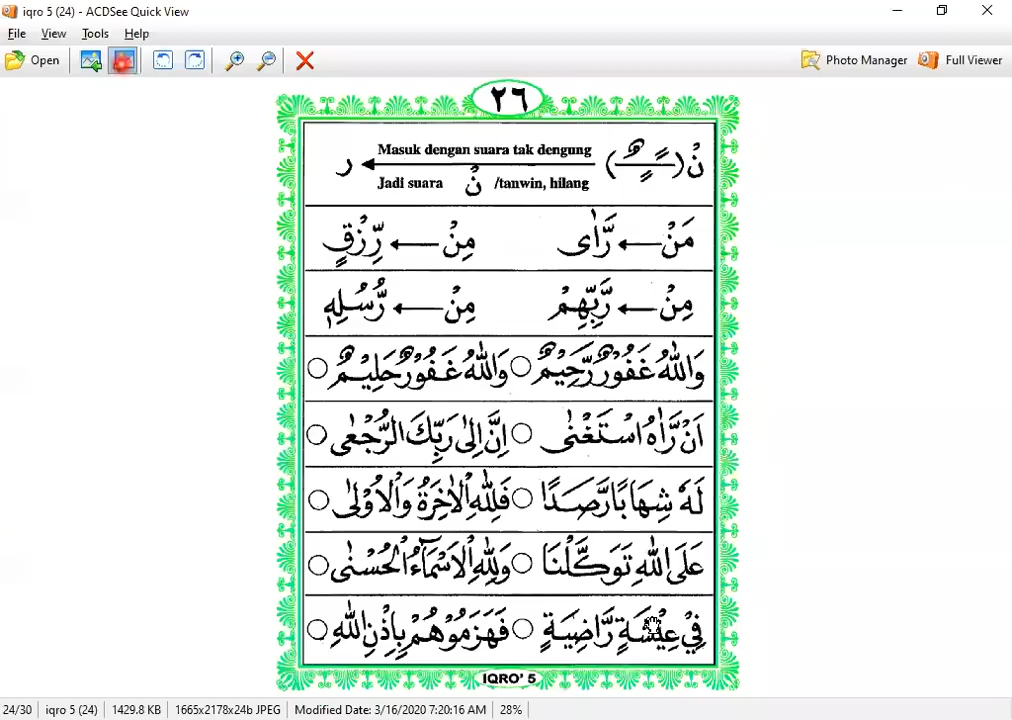 iqro 5 (24) - ACDSee Quick View
File View Tools Help
Open Photo Manager Full Viewer
٢٦
نْ (ـًـٍـٌ) Masuk dengan suara tak dengung ر
Jadi suara نْ /tanwin, hilang
مَنْ ← رَّاٰى مِنْ ← رِّزْقٍ
مِنْ ← رَّبِّهِمْ مِنْ ← رُّسُلِهٖ
وَاللّٰهُ غَفُوْرٌ رَّحِيْمٌ ○ وَاللّٰهُ غَفُوْرٌ حَلِيْمٌ ○
اَنْ رَّاٰهُ اسْتَغْنٰى ○ اِنَّ اِلٰى رَبِّكَ الرُّجْعٰى ○
لَهٗ شِهَابًا رَّصَدًا ○ فَلِلّٰهِ الْاٰخِرَةُ وَالْاُوْلٰى ○
عَلَى اللّٰهِ تَوَكَّلْنَا ○ وَلِلّٰهِ الْاَسْمَآءُ الْحُسْنٰى ○
فِيْ عِيْشَةٍ رَّاضِيَةٍ ○ فَهَزَمُوْهُمْ بِاِذْنِ اللّٰهِ ○
IQRO' 5
24/30 iqro 5 (24) 1429.8 KB 1665x2178x24b JPEG Modified Date: 3/16/2020 7:20:16 AM 28%